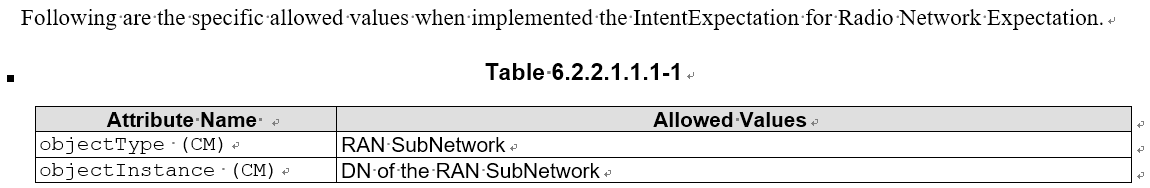 Following are the specific allowed values when implemented the IntentExpectation for Radio Network Expectation.
Table 6.2.2.1.1.1-1
Attribute Name Allowed Values
objectType (CM) RAN SubNetwork
objectInstance (CM) DN of the RAN SubNetwork